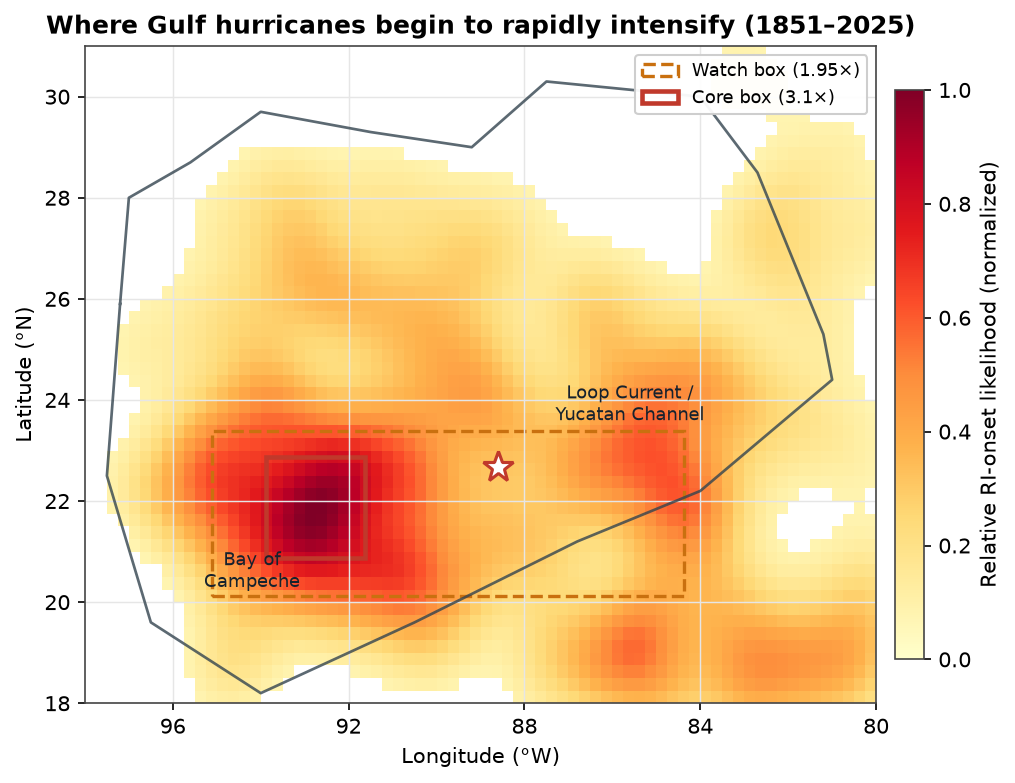 Where Gulf hurricanes begin to rapidly intensify (1851–2025)
Watch box (1.95×)
Core box (3.1×)
30
28
26
24
22
20
18
Latitude (°N)
Loop Current /
Yucatan Channel
Bay of
Campeche
96
92
88
84
80
Longitude (°W)
1.0
0.8
0.6
0.4
0.2
0.0
Relative RI-onset likelihood (normalized)